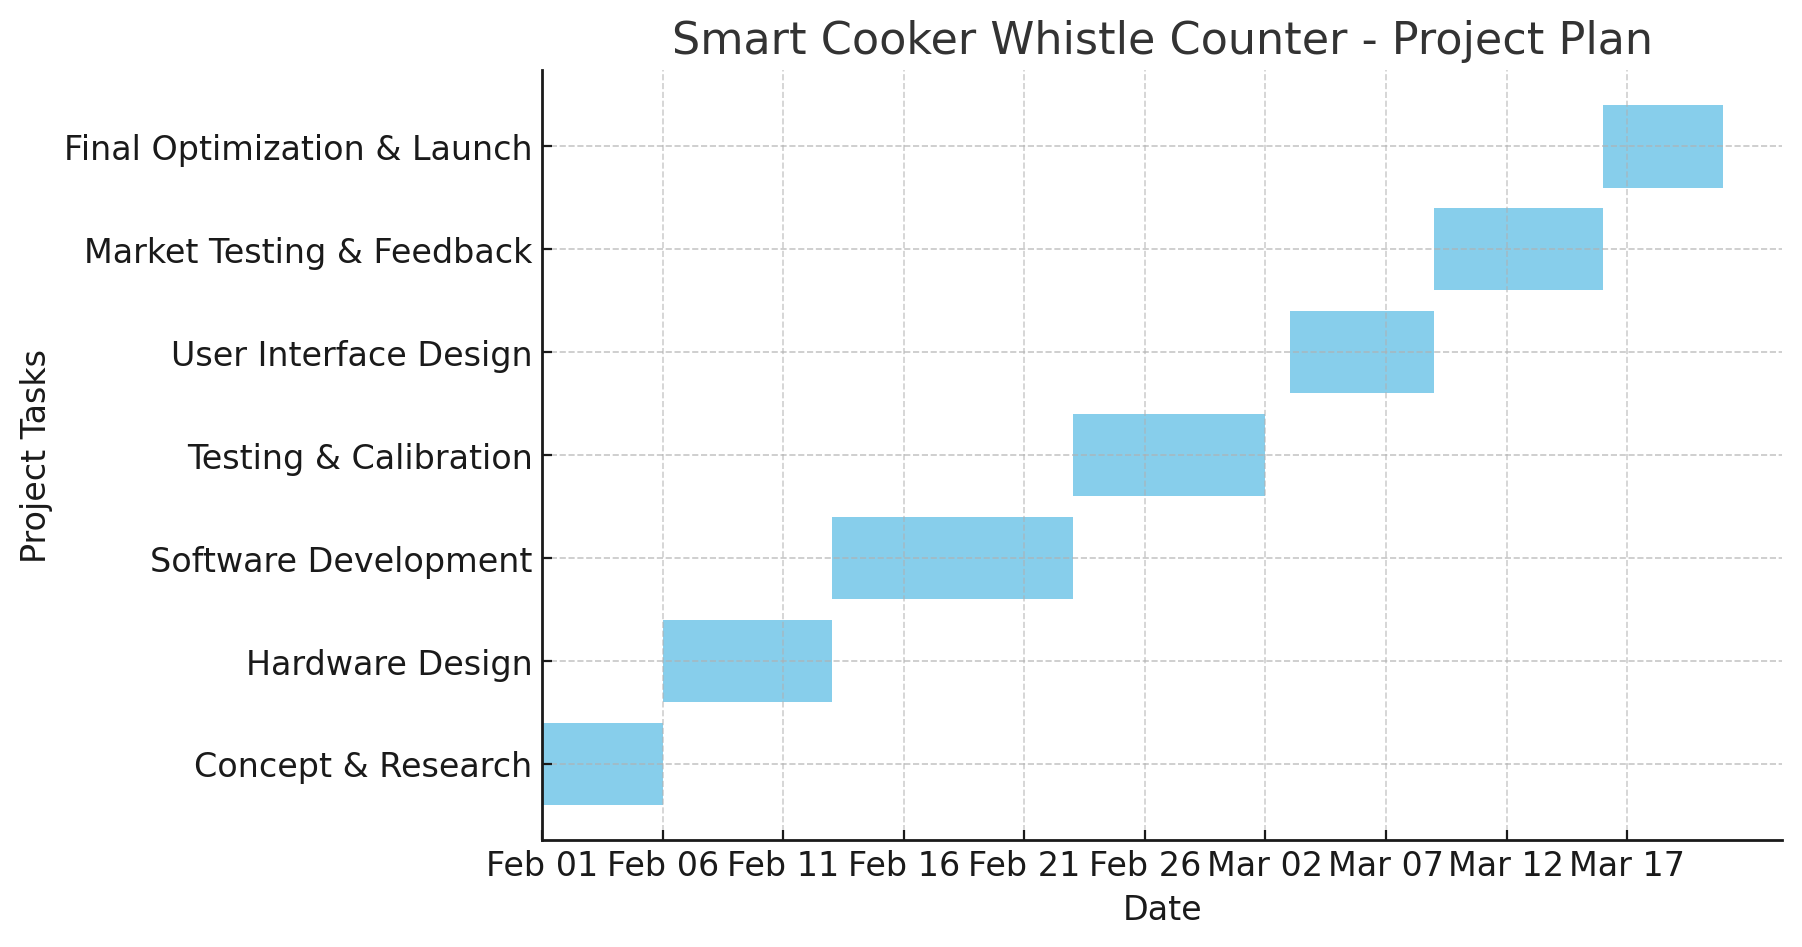 Smart Cooker Whistle Counter - Project Plan
Project Tasks
Final Optimization & Launch
Market Testing & Feedback
User Interface Design
Testing & Calibration
Software Development
Hardware Design
Concept & Research
Feb 01 Feb 06 Feb 11 Feb 16 Feb 21 Feb 26 Mar 02 Mar 07 Mar 12 Mar 17
Date